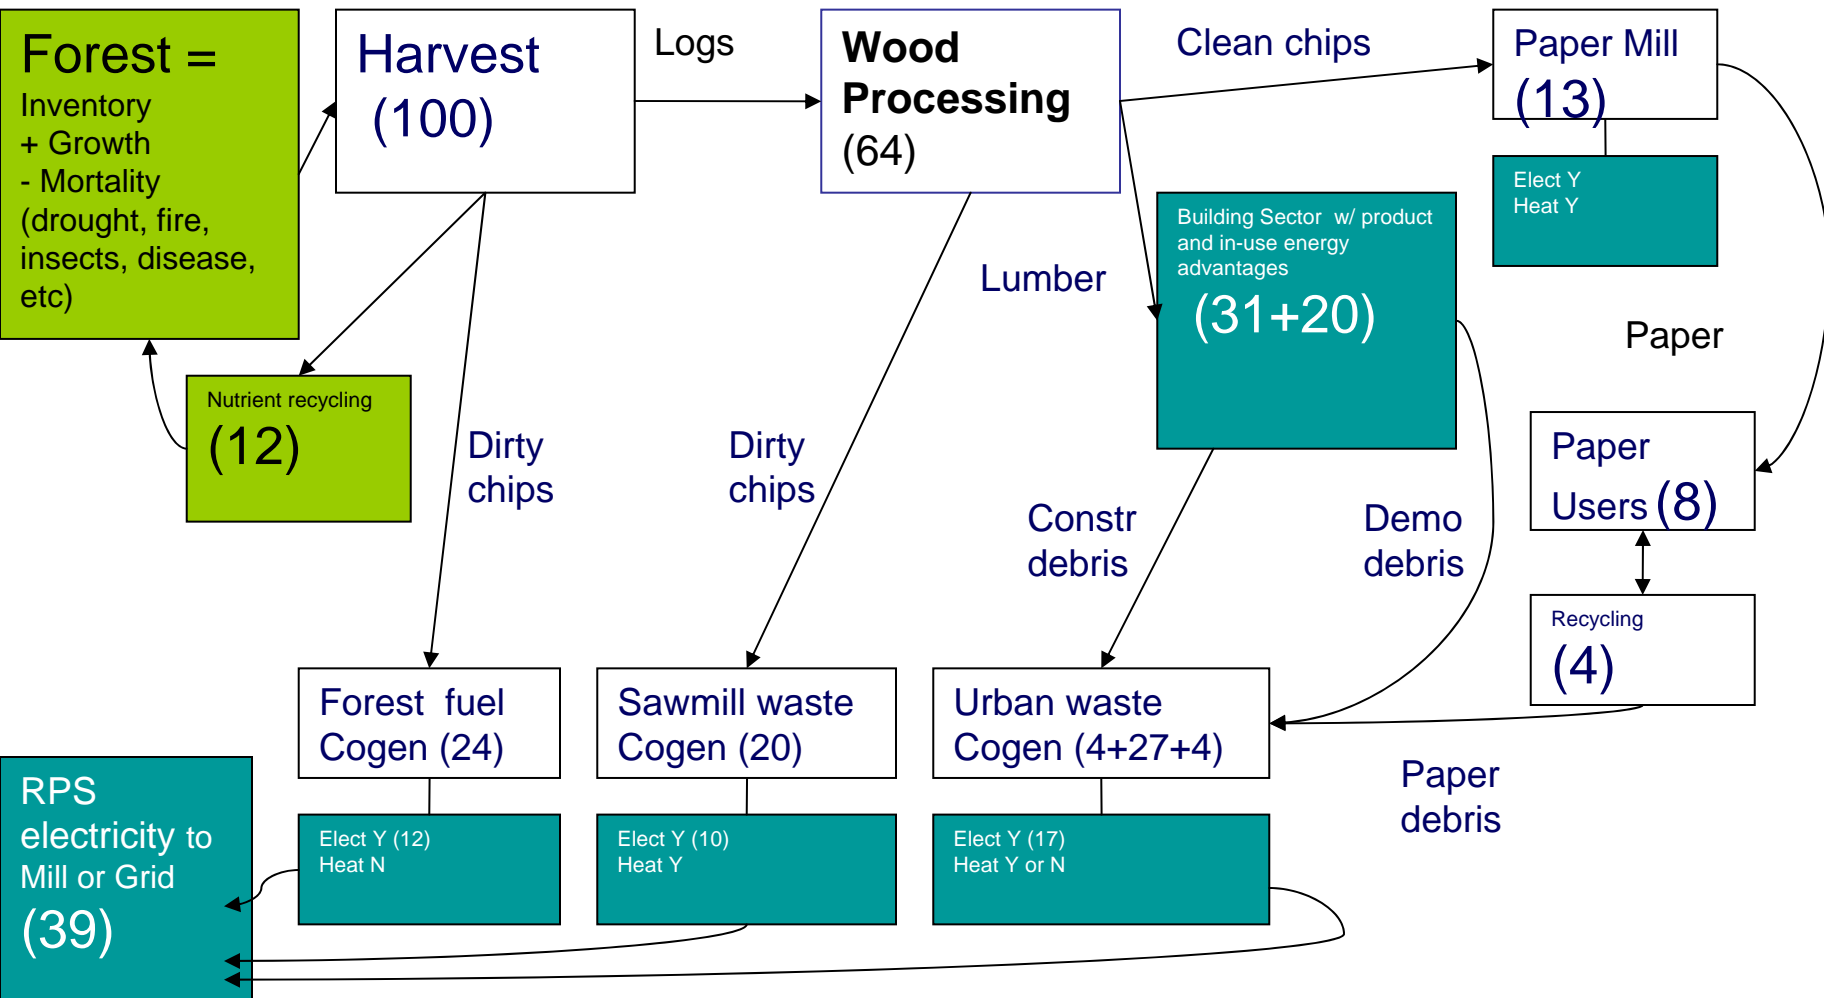 Forest =
Inventory
+ Growth
- Mortality
(drought, fire,
insects, disease,
etc)
Harvest
(100)
Logs
Wood
Processing
(64)
Clean chips
Paper Mill
(13)
Elect Y
Heat Y
Building Sector w/ product
and in-use energy
advantages
(31+20)
Lumber
Paper
Nutrient recycling
(12)
Dirty
chips
Dirty
chips
Constr
debris
Demo
debris
Paper
Users (8)
Recycling
(4)
Forest fuel
Cogen (24)
Sawmill waste
Cogen (20)
Urban waste
Cogen (4+27+4)
Paper
debris
RPS
electricity to
Mill or Grid
(39)
Elect Y (12)
Heat N
Elect Y (10)
Heat Y
Elect Y (17)
Heat Y or N